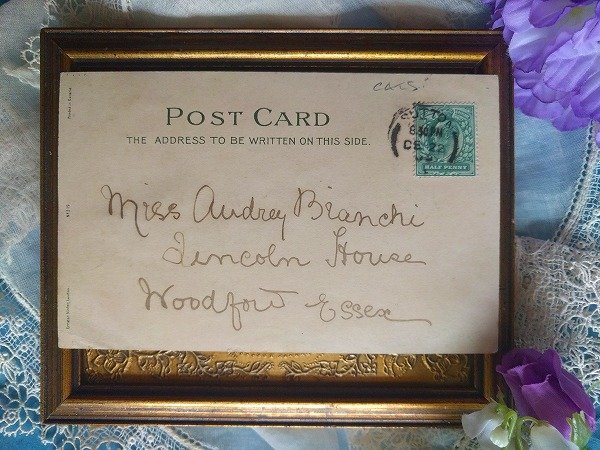 POST CARD
THE ADDRESS TO BE WRITTEN ON THIS SIDE.
SUTTON
HALF PENNY
Miss Audrey Bianchi
Lincoln House
Woodford Essex